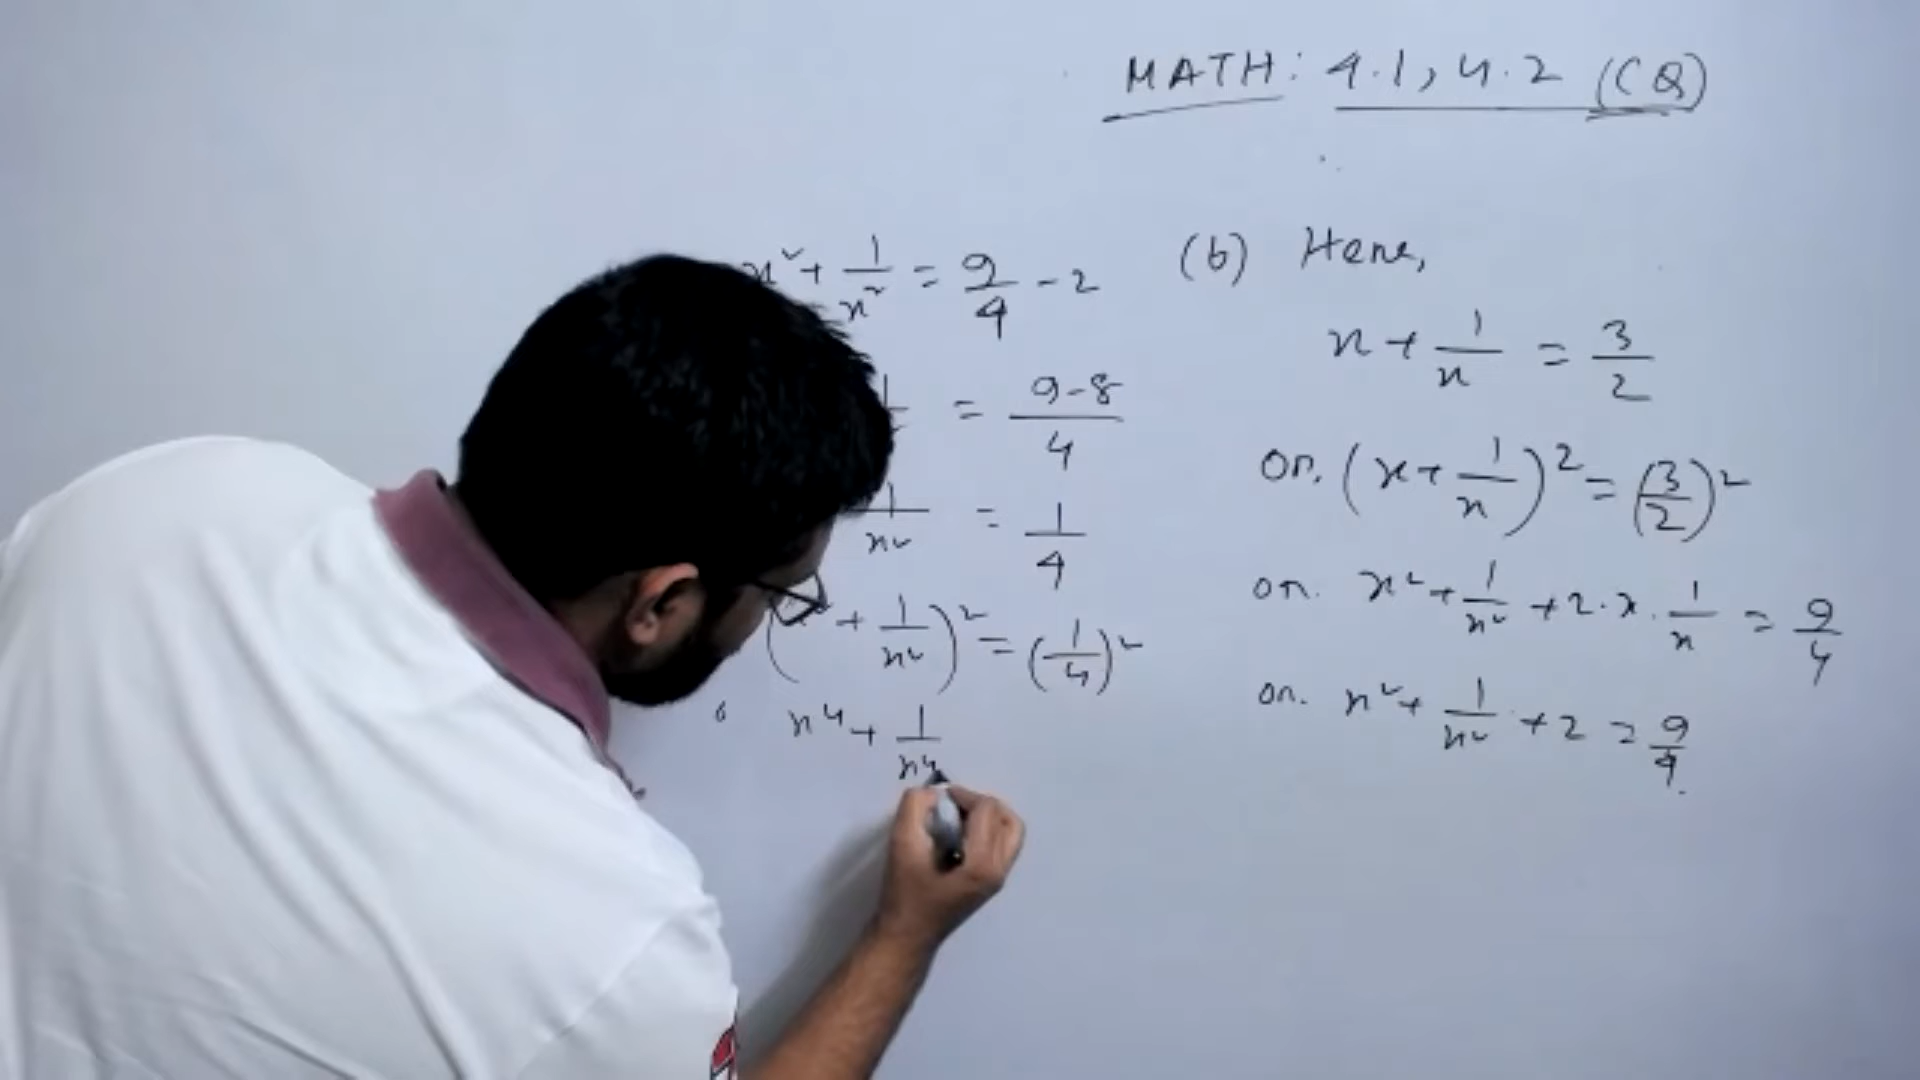 MATH: 4.1, 4.2 (CQ)
(b) Here,
x + 1/x = 3/2
or, (x + 1/x)² = (3/2)²
or. x² + 1/x² + 2·x·1/x = 9/4
or. x² + 1/x² + 2 = 9/4.
x² + 1/x² = 9/4 - 2
= 9-8/4
1/x² = 1/4
( + 1/x²)² = (1/4)²
x⁴ + 1/x⁴